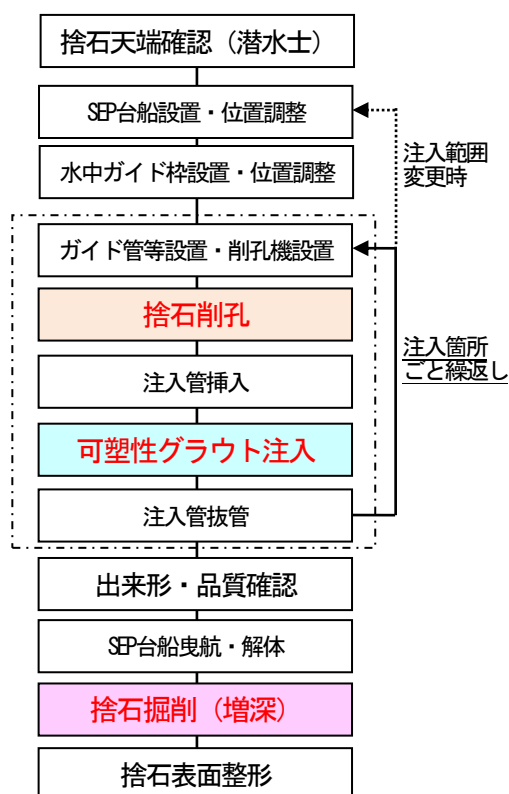 捨石天端確認（潜水士）
SEP台船設置・位置調整
水中ガイド枠設置・位置調整
注入範囲
変更時
ガイド管等設置・削孔機設置
捨石削孔
注入管挿入
注入箇所
ごと繰返し
可塑性グラウト注入
注入管抜管
出来形・品質確認
SEP台船曳航・解体
捨石掘削（増深）
捨石表面整形